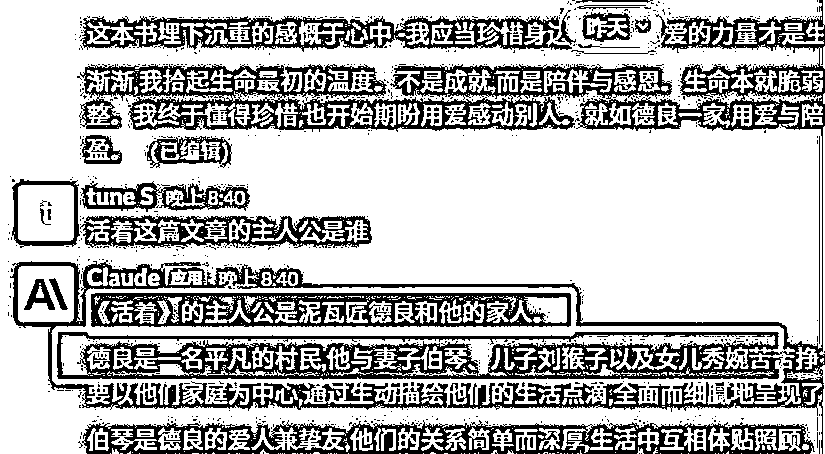 这本书埋下沉重的感慨于心中-我应当珍惜身边 昨天 爱的力量才是生
渐渐,我拾起生命最初的温度。不是成就,而是陪伴与感恩。生命本就脆弱
整。我终于懂得珍惜,也开始期盼用爱感动别人。就如德良一家,用爱与陪
盈。(已编辑)
t
tune S 晚上 8:40
活着这篇文章的主人公是谁
A\
Claude 应用 晚上 8:40
《活着》的主人公是泥瓦匠德良和他的家人。
德良是一名平凡的村民,他与妻子伯琴、儿子刘猴子以及女儿秀婉苦苦挣
要以他们家庭为中心,通过生动描绘他们的生活点滴,全面而细腻地呈现了
伯琴是德良的爱人兼挚友,他们的关系简单而深厚,生活中互相体贴照顾。